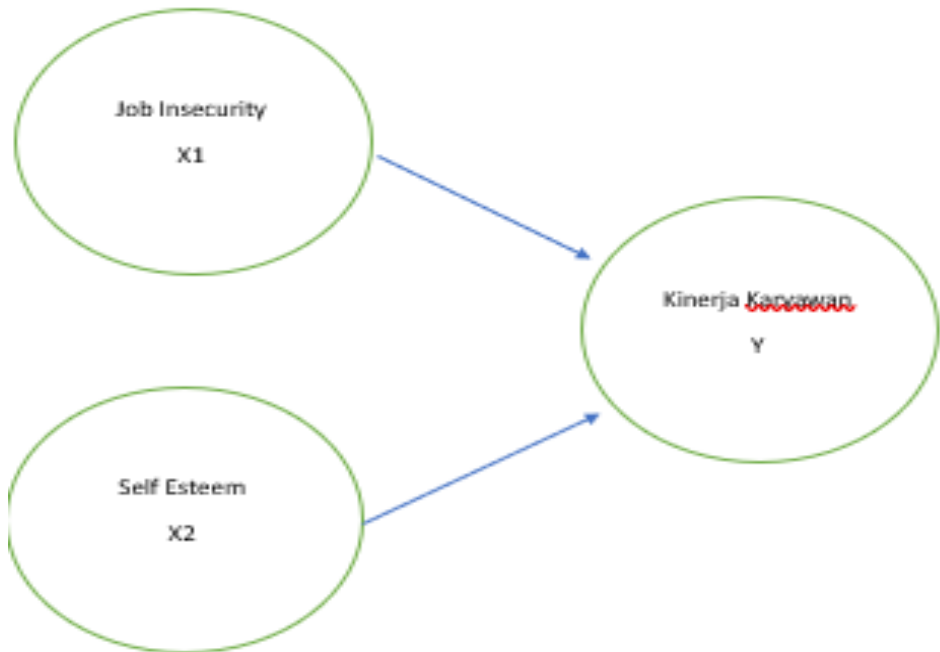 Job Insecurity
X1
Kinerja Karyawan
Y
Self Esteem
X2